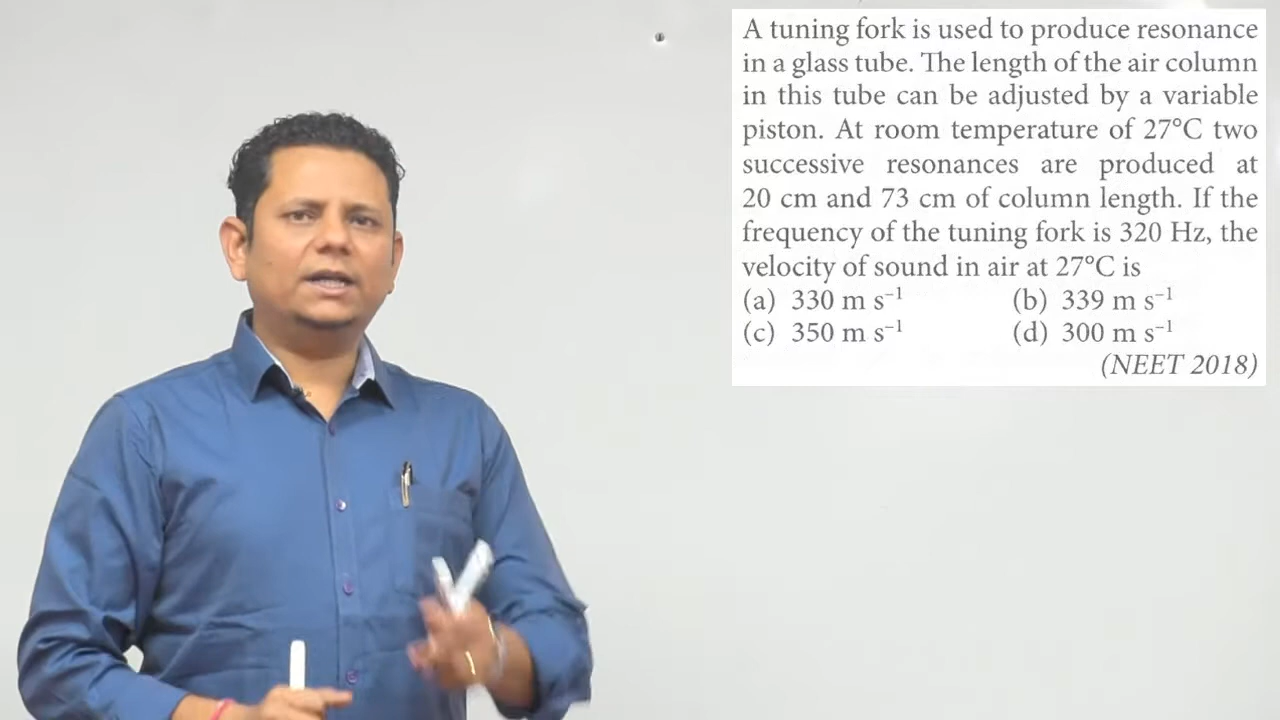 A tuning fork is used to produce resonance
in a glass tube. The length of the air column
in this tube can be adjusted by a variable
piston. At room temperature of 27°C two
successive resonances are produced at
20 cm and 73 cm of column length. If the
frequency of the tuning fork is 320 Hz, the
velocity of sound in air at 27°C is
(a) 330 m s⁻¹ (b) 339 m s⁻¹
(c) 350 m s⁻¹ (d) 300 m s⁻¹
(NEET 2018)